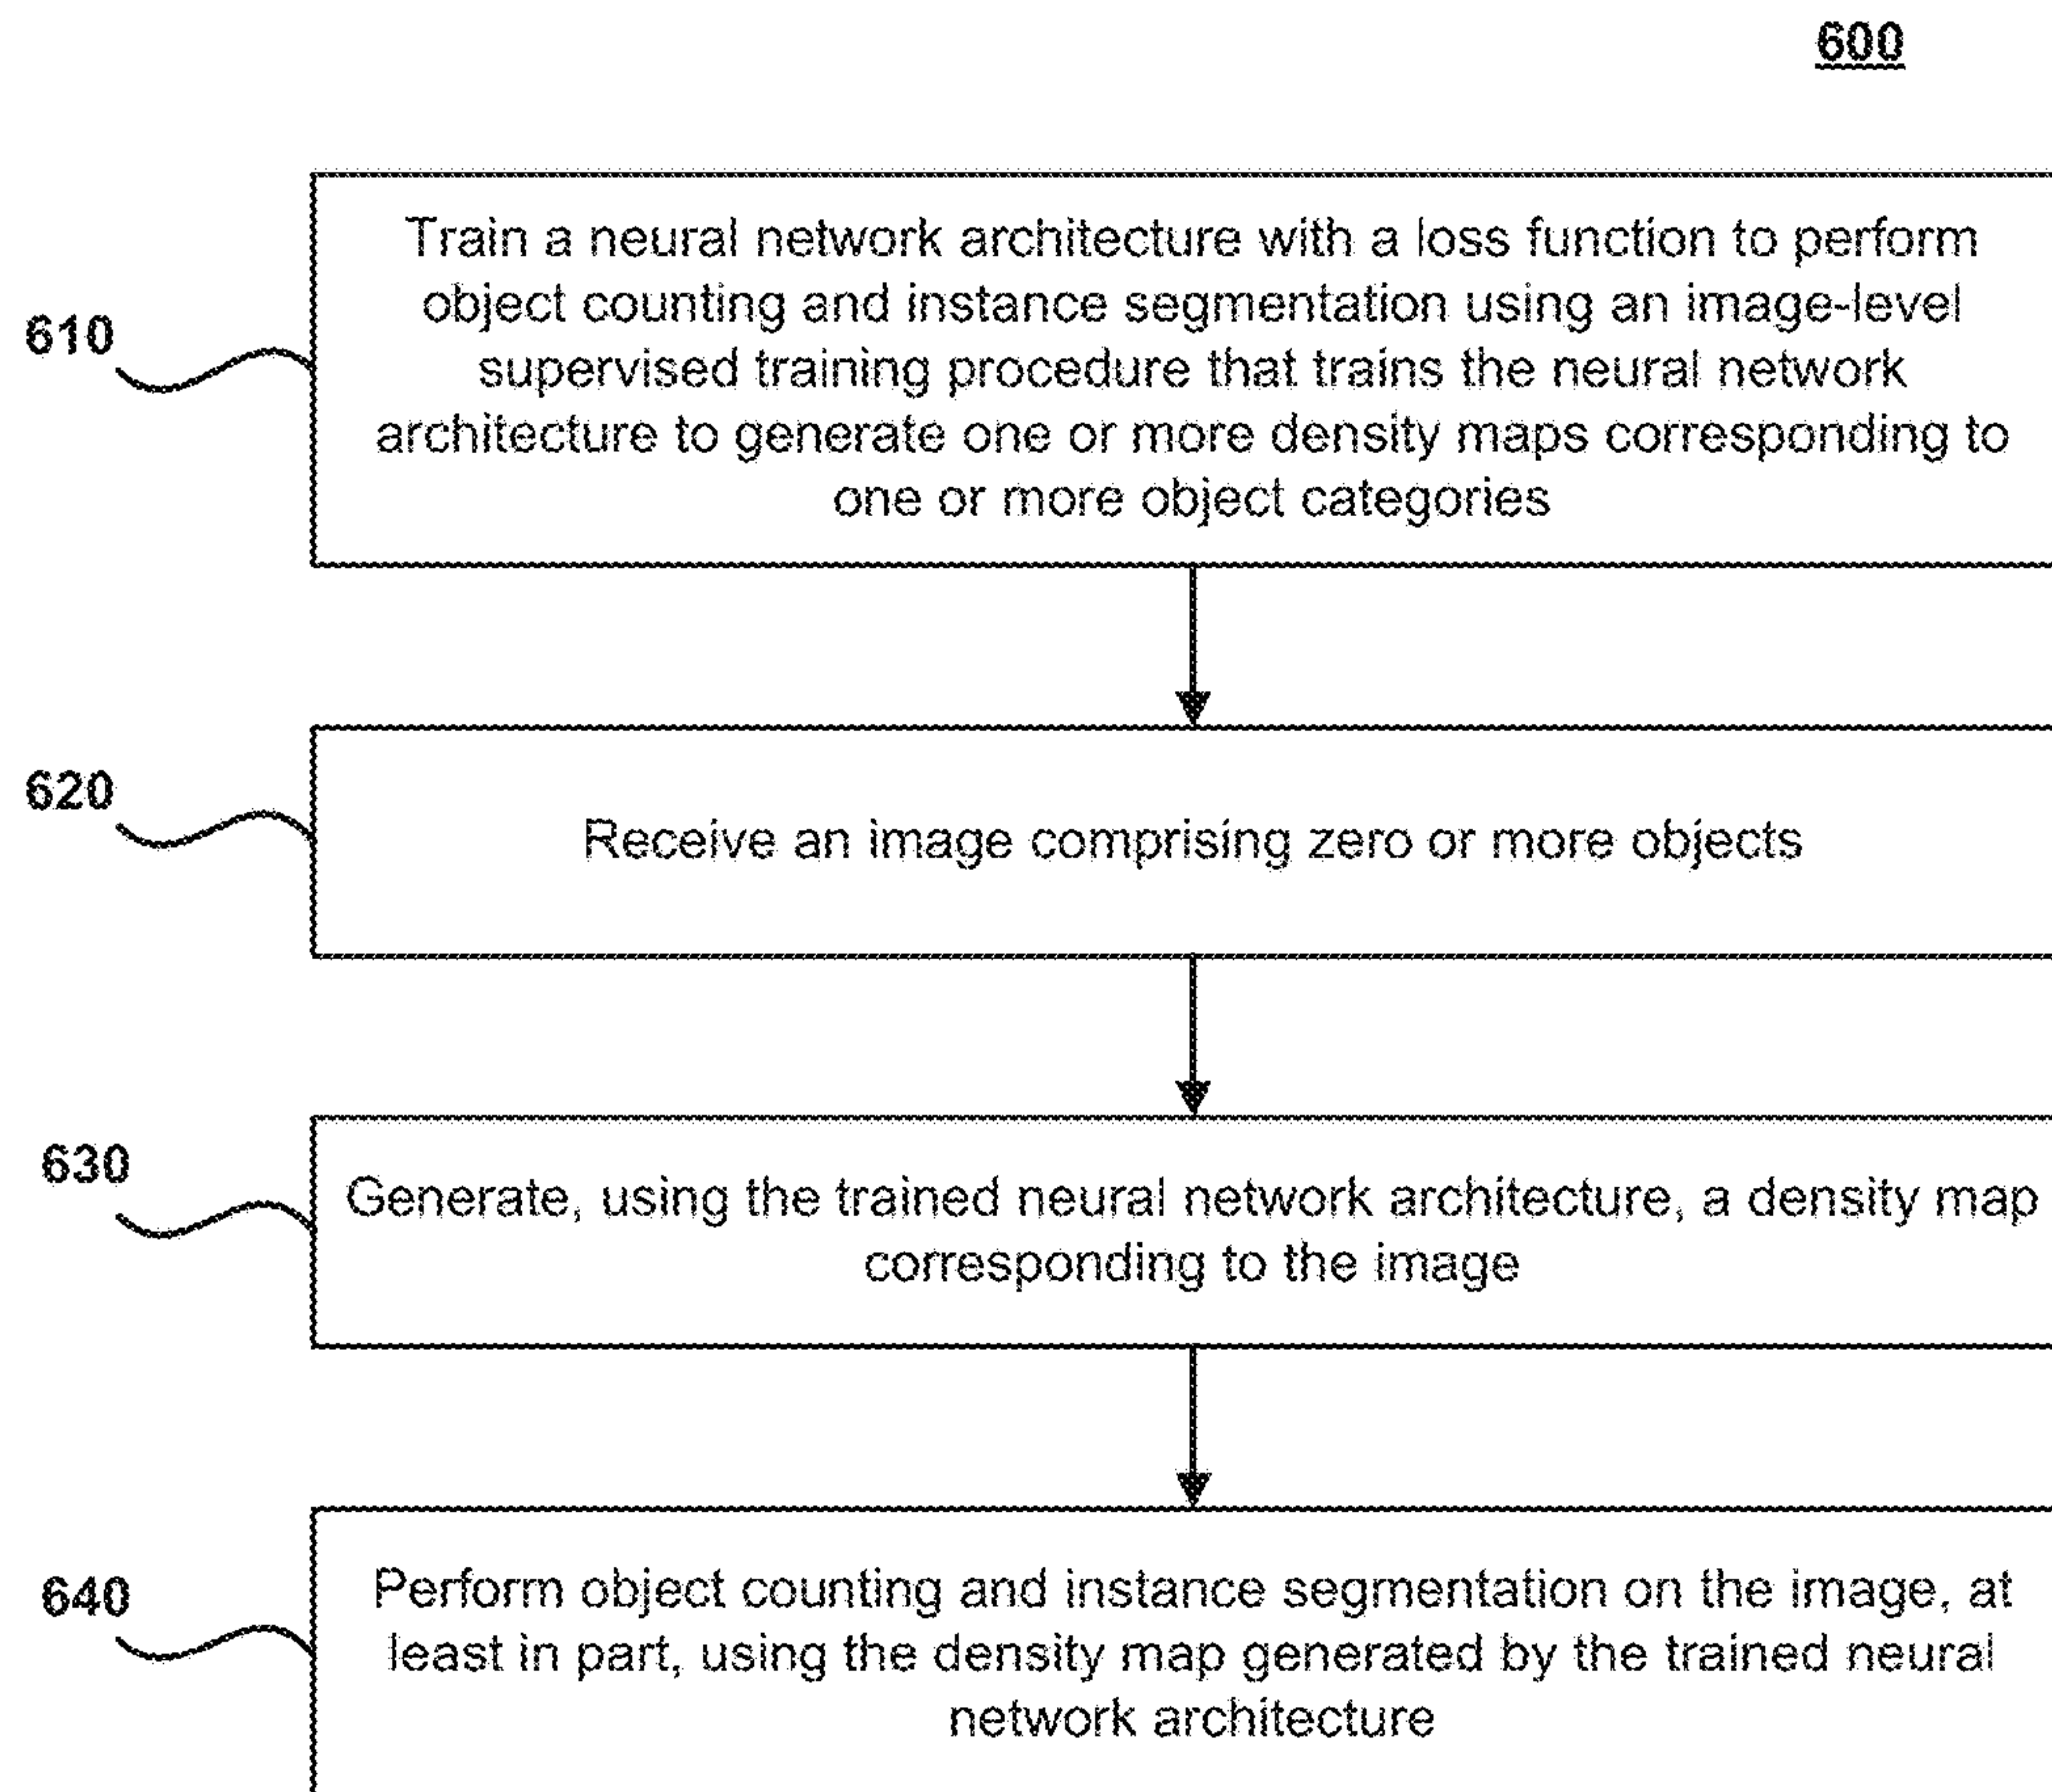 600
610
Train a neural network architecture with a loss function to perform
object counting and instance segmentation using an image-level
supervised training procedure that trains the neural network
architecture to generate one or more density maps corresponding to
one or more object categories
620
Receive an image comprising zero or more objects
630
Generate, using the trained neural network architecture, a density map
corresponding to the image
640
Perform object counting and instance segmentation on the image, at
least in part, using the density map generated by the trained neural
network architecture